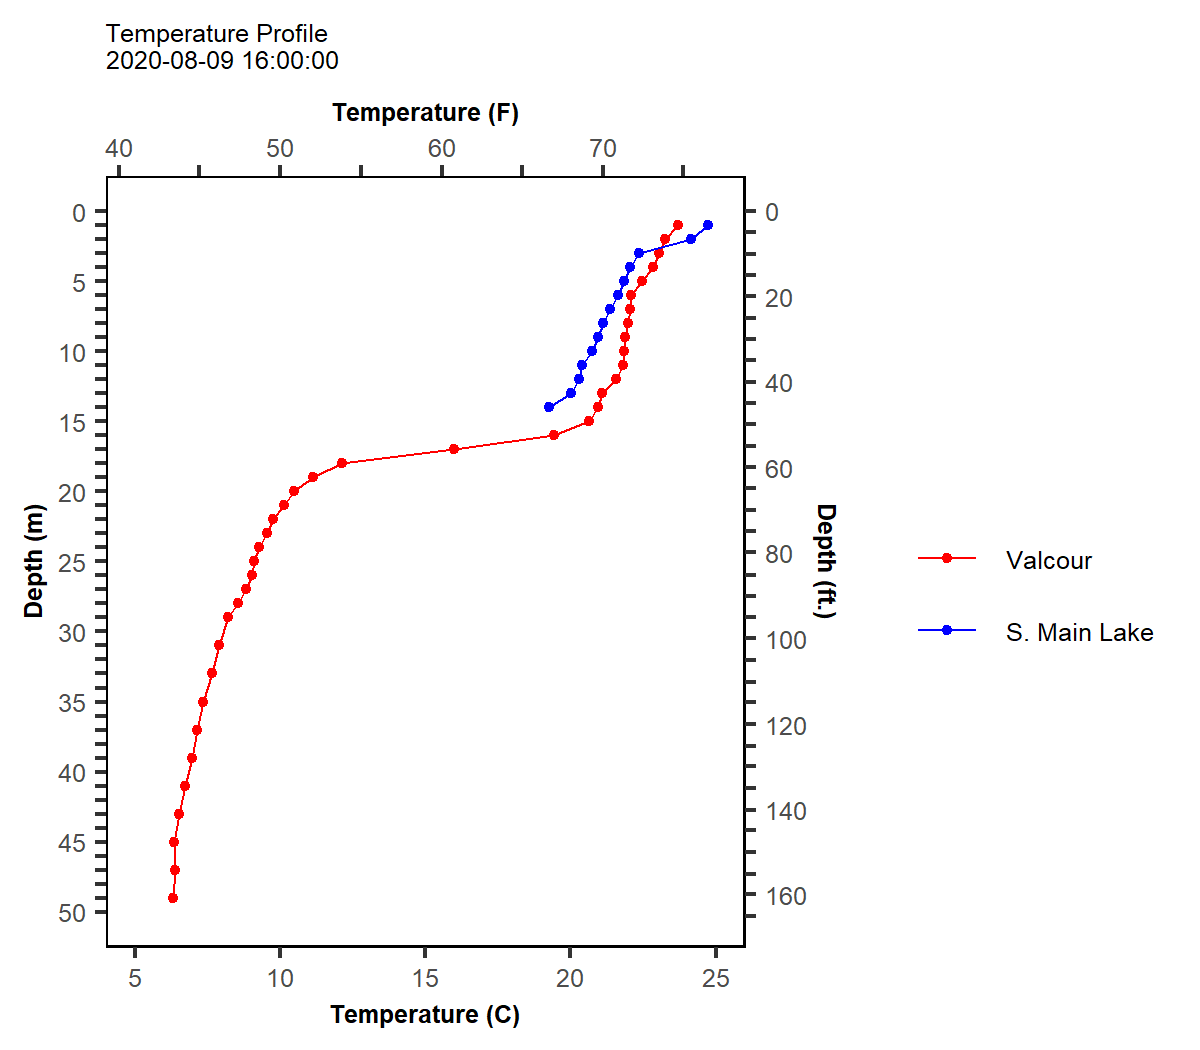 Temperature Profile
2020-08-09 16:00:00
Temperature (F)
40 50 60 70
0
5
10
15
20
25
30
35
40
45
50
Depth (m)
0
20
40
60
80
100
120
140
160
Depth (ft.)
Valcour
S. Main Lake
5 10 15 20 25
Temperature (C)